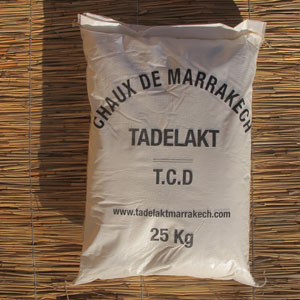 CHAUX DE MARRAKECH
TADELAKT
T.C.D
www.tadelaktmarrakech.com
25 Kg